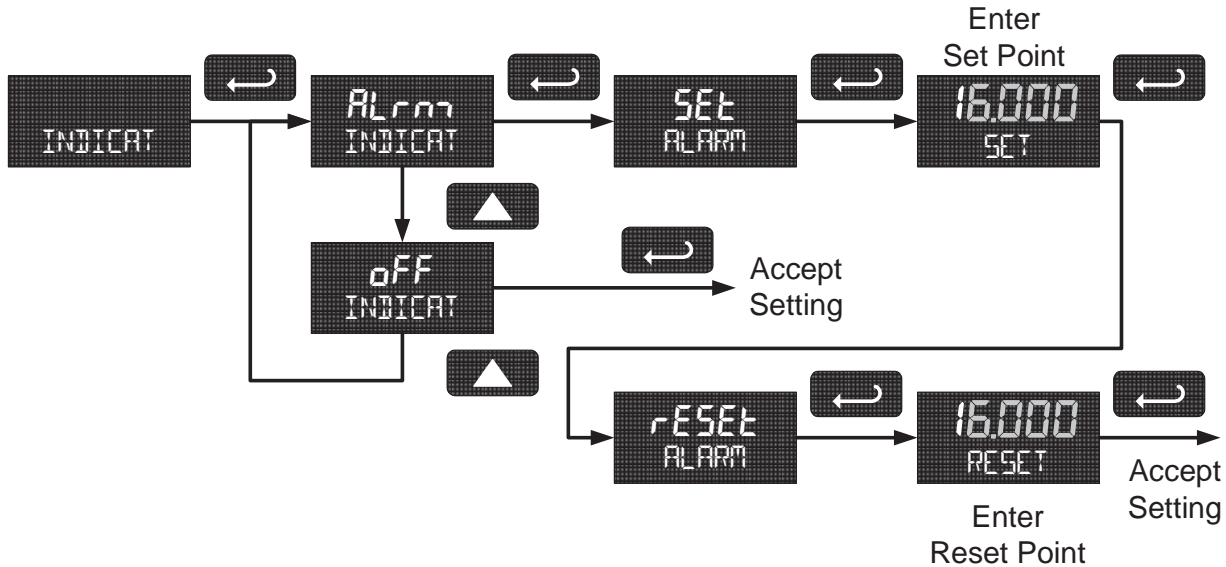 Enter
Set Point
INDICAT
ALrm
INDICAT
SEt
ALARM
16.000
SET
oFF
INDICAT
Accept
Setting
rESEt
ALARM
16.000
RESET
Accept
Setting
Enter
Reset Point